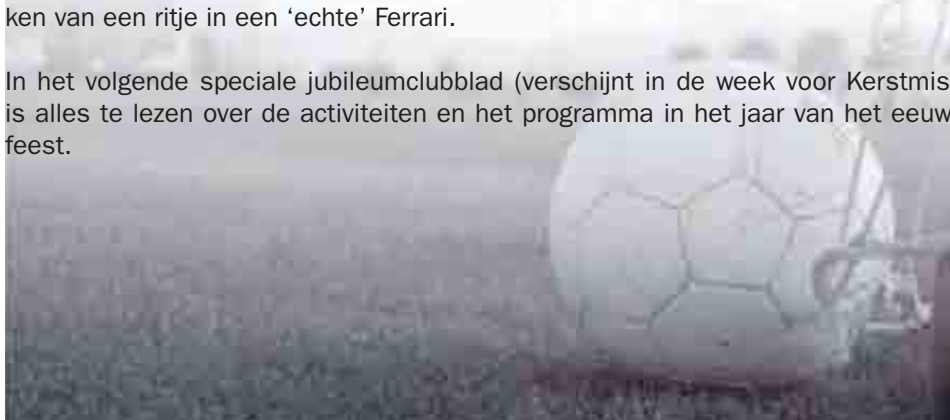 ken van een ritje in een ‘echte’ Ferrari.
In het volgende speciale jubileumclubblad (verschijnt in de week voor Kerstmis
is alles te lezen over de activiteiten en het programma in het jaar van het eeuw
feest.